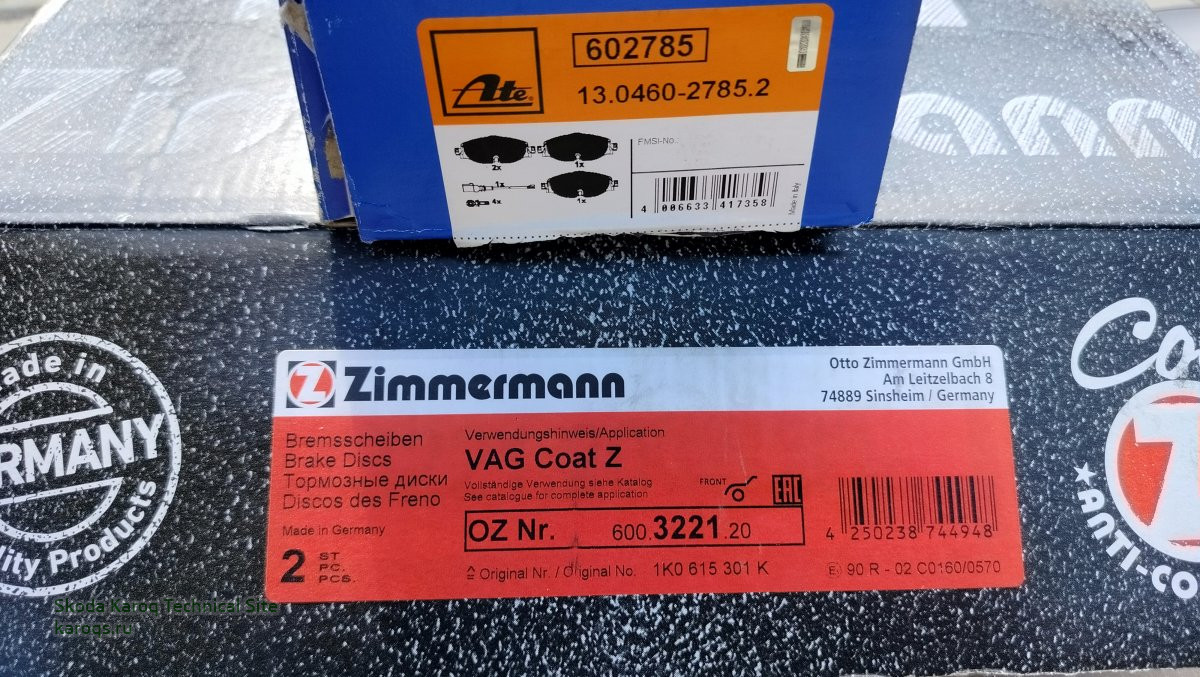 602785
Ate
13.0460-2785.2
FMSI-No.:
2x
1x
1x
4x
1x
4 006633 417358
Made in Italy
Made in
GERMANY
Quality Products
Zimmermann
Otto Zimmermann GmbH
Am Leitzelbach 8
74889 Sinsheim / Germany
Bremsscheiben
Brake Discs
Тормозные диски
Discos des Freno
Made in Germany
2 ST
PC.
PCS.
Verwendungshinweis/Application
VAG Coat Z
Vollständige Verwendung siehe Katalog
See catalogue for complete application
FRONT
EAC
OZ Nr. 600.3221.20
Original Nr. / Original No. 1K0 615 301 K
4 250238 744948
E1 90 R - 02 C0160/0570
Coat
Z
ANTI-CO
Skoda Karoq Technical Site
karoqs.ru